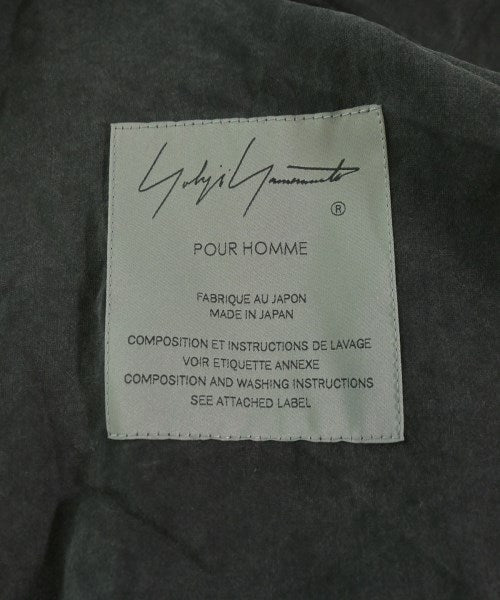 Yohji Yamamoto
®
POUR HOMME
FABRIQUE AU JAPON
MADE IN JAPAN
COMPOSITION ET INSTRUCTIONS DE LAVAGE
VOIR ETIQUETTE ANNEXE
COMPOSITION AND WASHING INSTRUCTIONS
SEE ATTACHED LABEL